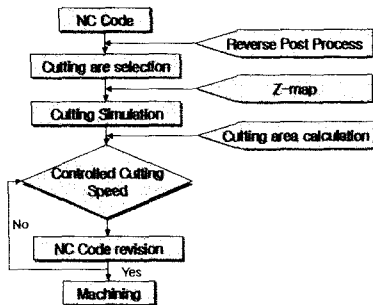 NC Code
Reverse Post Process
Cutting are selection
Z-map
Cutting Simulation
Cutting area calculation
Controlled Cutting
Speed
No
NC Code revision
Yes
Machining